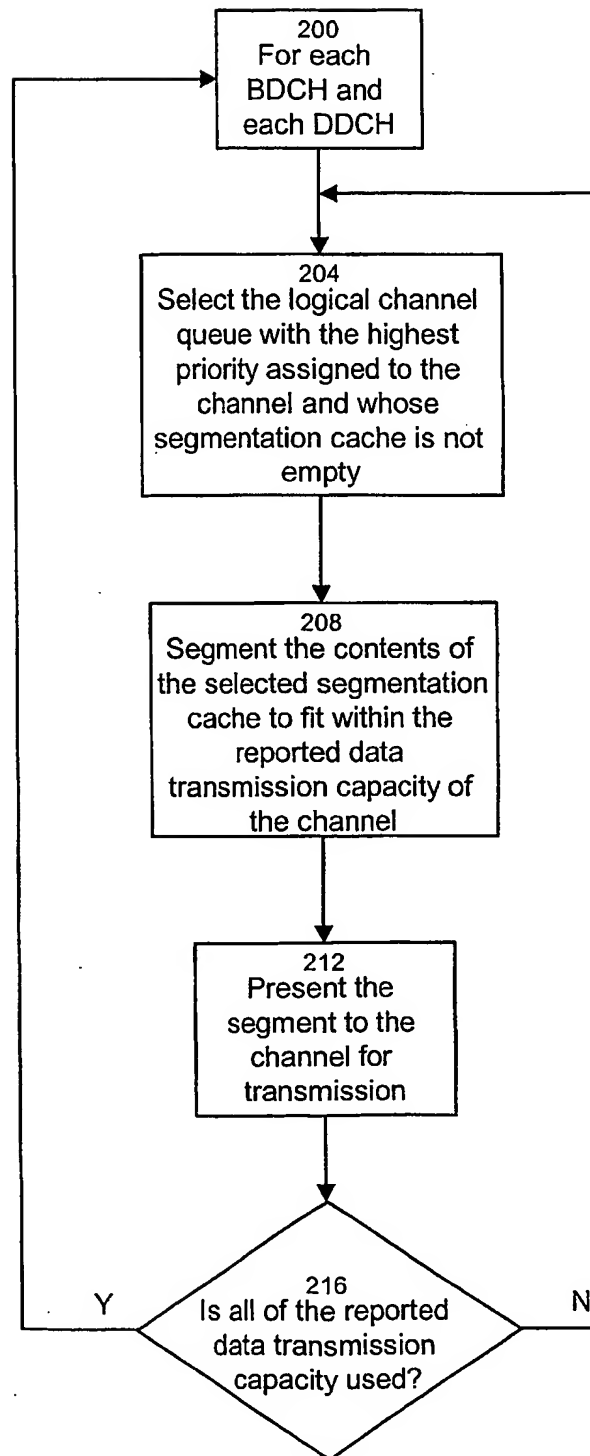 200
For each
BDCH and
each DDCH
204
Select the logical channel
queue with the highest
priority assigned to the
channel and whose
segmentation cache is not
empty
208
Segment the contents of
the selected segmentation
cache to fit within the
reported data
transmission capacity of
the channel
212
Present the
segment to the
channel for
transmission
216
Is all of the reported
data transmission
capacity used?
Y
N